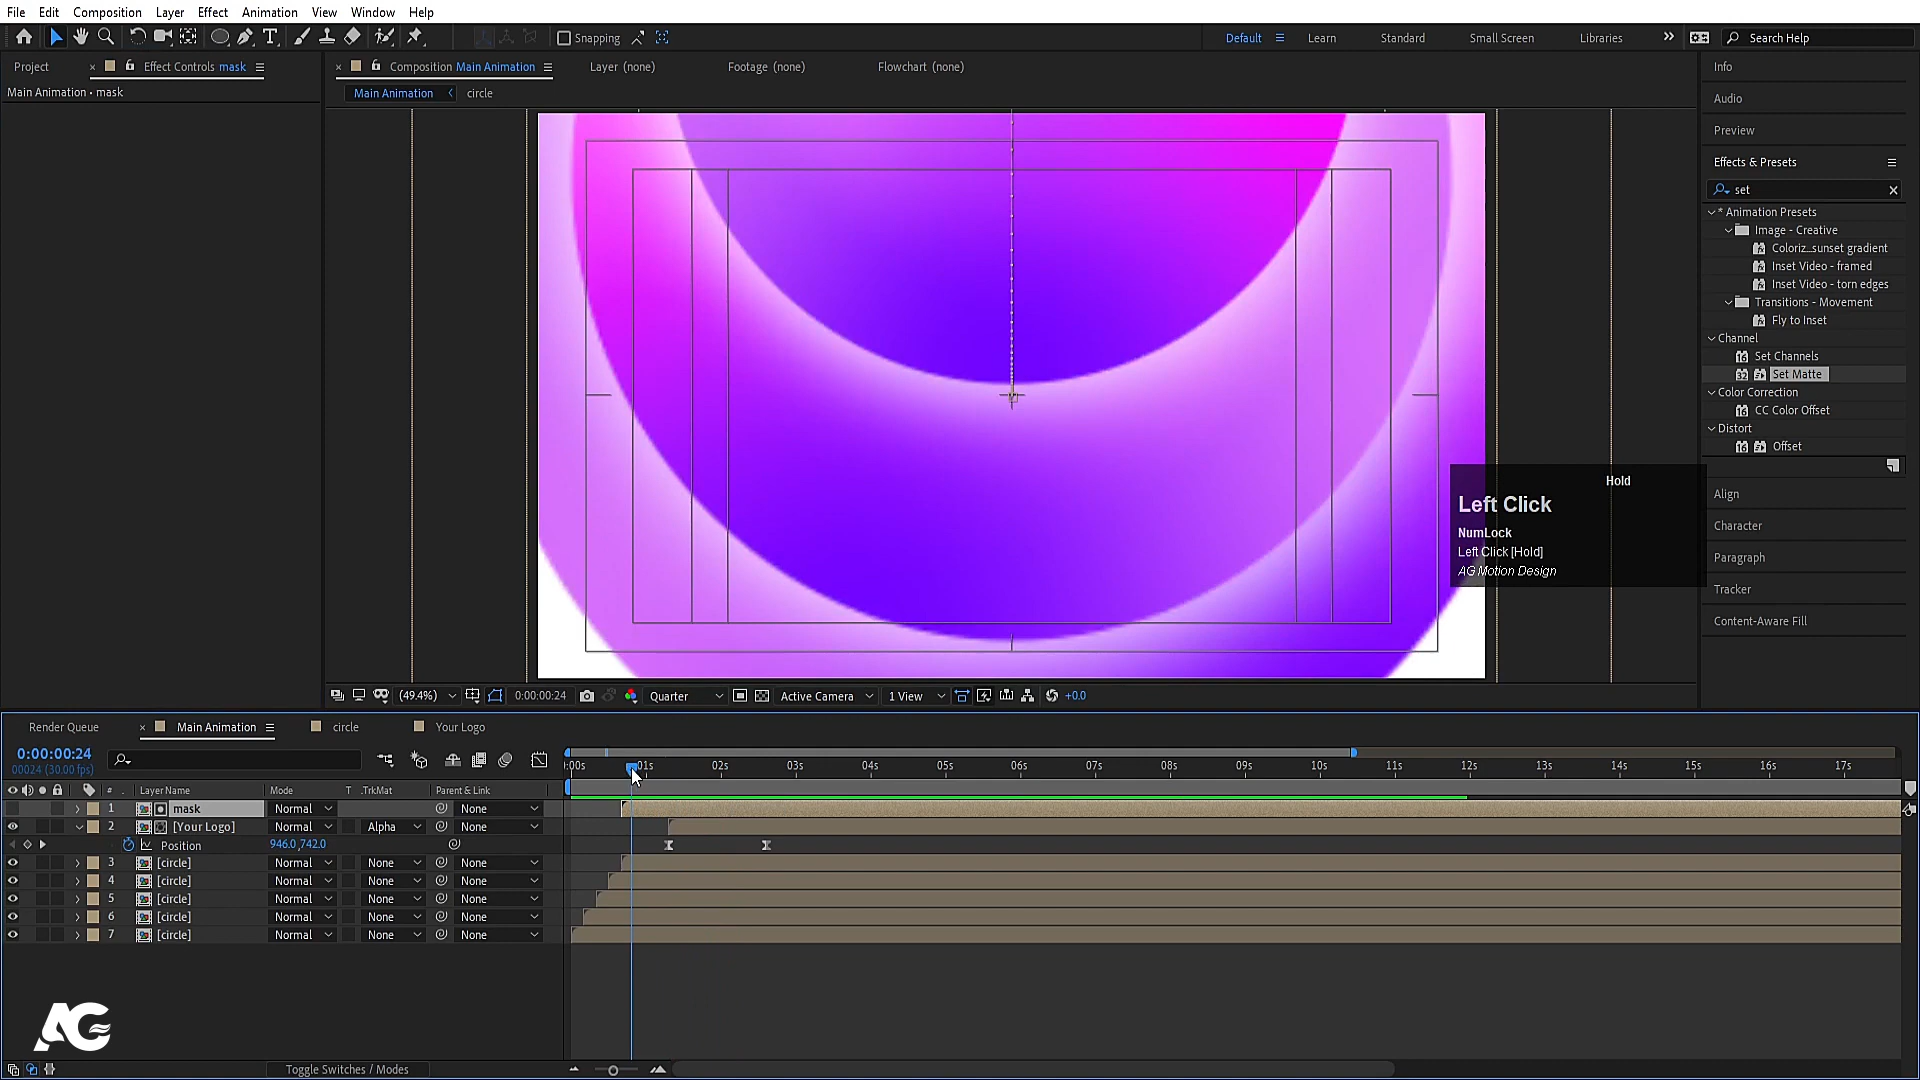 File Edit Composition Layer Effect Animation View Window Help
Snapping Default Learn Standard Small Screen Libraries Search Help
Project Effect Controls mask Composition Main Animation Layer (none) Footage (none) Flowchart (none) Info
Main Animation • mask Main Animation circle
Audio
Preview
Effects & Presets
set
* Animation Presets
Image - Creative
Coloriz...sunset gradient
Inset Video - framed
Inset Video - torn edges
Transitions - Movement
Fly to Inset
Channel
Set Channels
32 Set Matte
Color Correction
CC Color Offset
Distort
16 Offset
Hold
Left Click
NumLock
Left Click [Hold]
AG Motion Design
Align
Character
Paragraph
Tracker
Content-Aware Fill
(49.4%) 0:00:00:24 Quarter Active Camera 1 View +0.0
Render Queue Main Animation circle Your Logo
0:00:00:24
00024 (30.00 fps)
:00s 01s 02s 03s 04s 05s 06s 07s 08s 09s 10s 11s 12s 13s 14s 15s 16s 17s
# Layer Name Mode T .TrkMat Parent & Link
1 mask Normal None
2 [Your Logo] Normal Alpha None
Position 946.0,742.0
3 [circle] Normal None None
4 [circle] Normal None None
5 [circle] Normal None None
6 [circle] Normal None None
7 [circle] Normal None None
AG
Toggle Switches / Modes